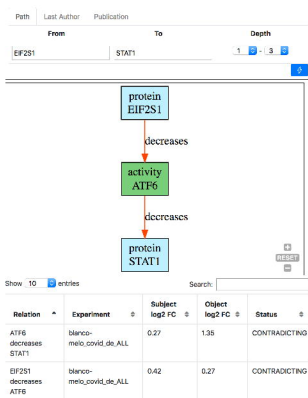 Path Last Author Publication
From To Depth
EIF2S1 STAT1 1 - 3
protein
EIF2S1
decreases
activity
ATF6
decreases
protein
STAT1
RESET
Show 10 entries Search:
Relation Experiment Subject log2 FC Object log2 FC Status
ATF6 decreases STAT1 blanco-melo_covid_de_ALL 0.27 1.35 CONTRADICTING
EIF2S1 decreases ATF6 blanco-melo_covid_de_ALL 0.42 0.27 CONTRADICTING